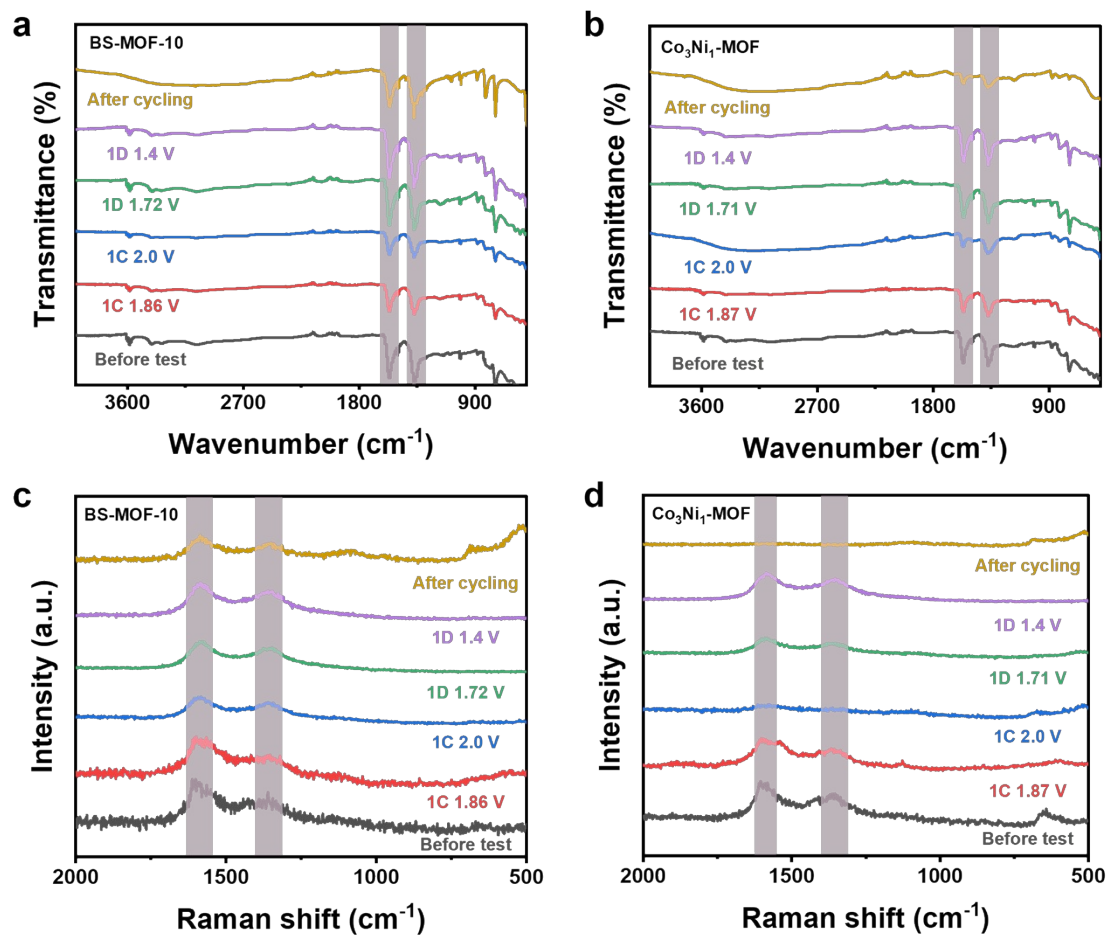 a
BS-MOF-10
After cycling
1D 1.4 V
1D 1.72 V
1C 2.0 V
1C 1.86 V
Before test
Transmittance (%)
3600 2700 1800 900
Wavenumber (cm⁻¹)
b
Co₃Ni₁-MOF
After cycling
1D 1.4 V
1D 1.71 V
1C 2.0 V
1C 1.87 V
Before test
Transmittance (%)
3600 2700 1800 900
Wavenumber (cm⁻¹)
c
BS-MOF-10
After cycling
1D 1.4 V
1D 1.72 V
1C 2.0 V
1C 1.86 V
Before test
Intensity (a.u.)
2000 1500 1000 500
Raman shift (cm⁻¹)
d
Co₃Ni₁-MOF
After cycling
1D 1.4 V
1D 1.71 V
1C 2.0 V
1C 1.87 V
Before test
Intensity (a.u.)
2000 1500 1000 500
Raman shift (cm⁻¹)